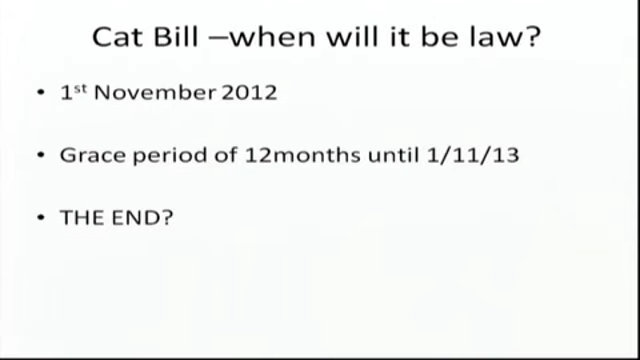 Cat Bill –when will it be law?
• 1st November 2012
• Grace period of 12months until 1/11/13
• THE END?